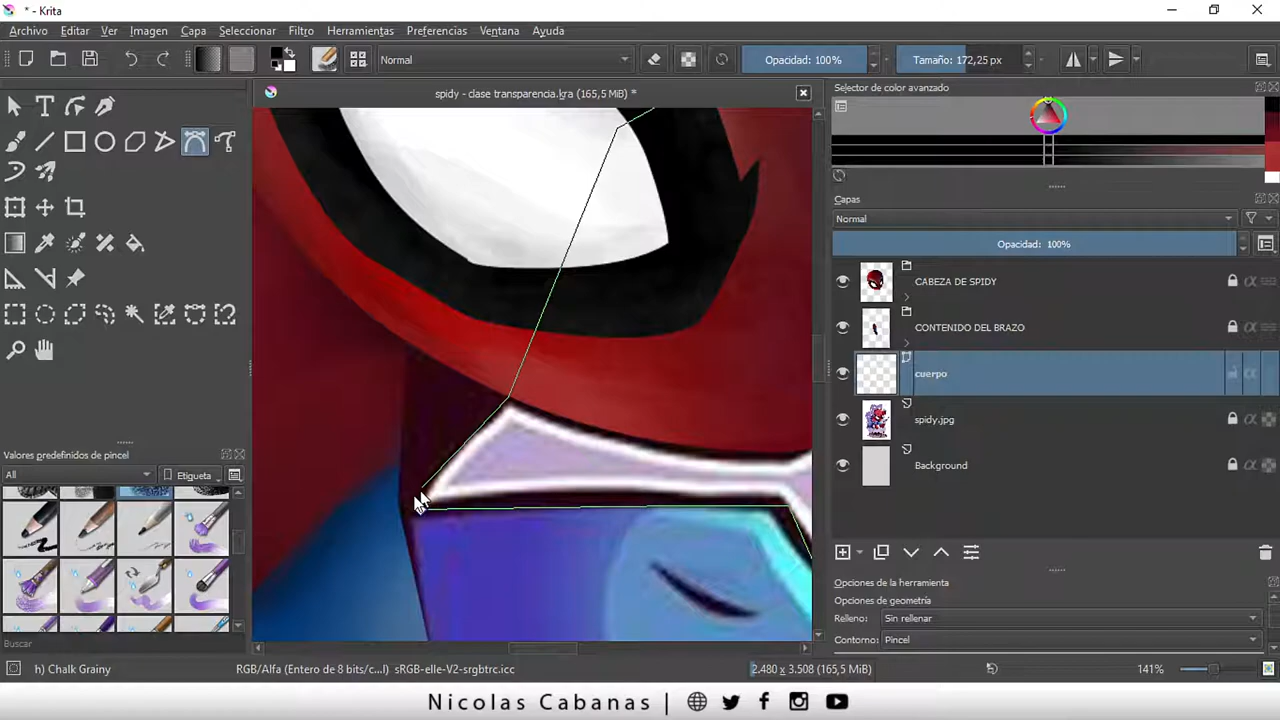 * - Krita
Archivo Editar Ver Imagen Capa Seleccionar Filtrar Herramientas Preferencias Ventana Ayuda
Normal Opacidad: 100% Tamaño: 172,25 px
spidy - clase transparencia.kra (165,5 MiB) *
Selector de color avanzado
Capas
Normal
Opacidad: 100%
CABEZA DE SPIDY
CONTENIDO DEL BRAZO
cuerpo
spidy.jpg
Background
Valores predefinidos de pincel
All Etiqueta
Opciones de la herramienta
Opciones de geometría
Relleno: Sin rellenar
Contorno: Pincel
Buscar
h) Chalk Grainy RGB/Alfa (Entero de 8 bits/c...l) sRGB-elle-V2-srgbtrc.icc 2.480 x 3.508 (165,5 MiB) 141%
Nicolas Cabanas |